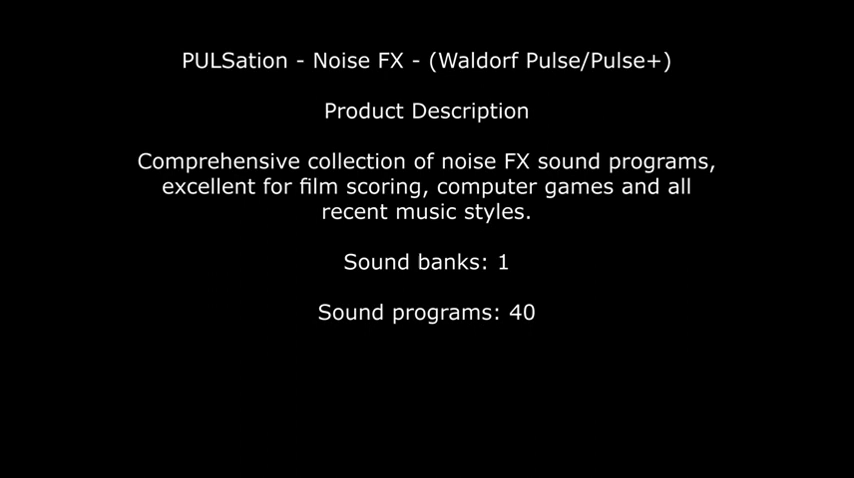 PULSation - Noise FX - (Waldorf Pulse/Pulse+)
Product Description
Comprehensive collection of noise FX sound programs,
excellent for film scoring, computer games and all
recent music styles.
Sound banks: 1
Sound programs: 40